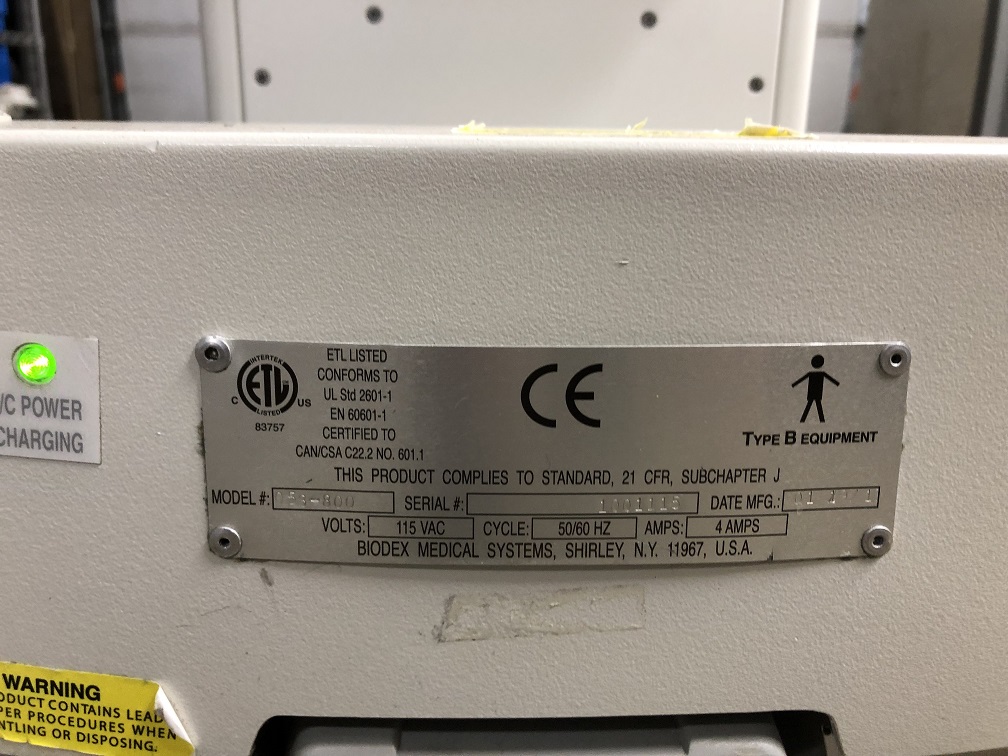 INTERTEK
ETL
LISTED
C US
83757
ETL LISTED
CONFORMS TO
UL Std 2601-1
EN 60601-1
CERTIFIED TO
CAN/CSA C22.2 NO. 601.1
CE
TYPE B EQUIPMENT
THIS PRODUCT COMPLIES TO STANDARD, 21 CFR, SUBCHAPTER J
MODEL #: SERIAL #: 1001115 DATE MFG.:
VOLTS: 115 VAC CYCLE: 50/60 HZ AMPS: 4 AMPS
BIODEX MEDICAL SYSTEMS, SHIRLEY, N.Y. 11967, U.S.A.
/C POWER
CHARGING
WARNING
ODUCT CONTAINS LEAD
PER PROCEDURES WHEN
NTLING OR DISPOSING.